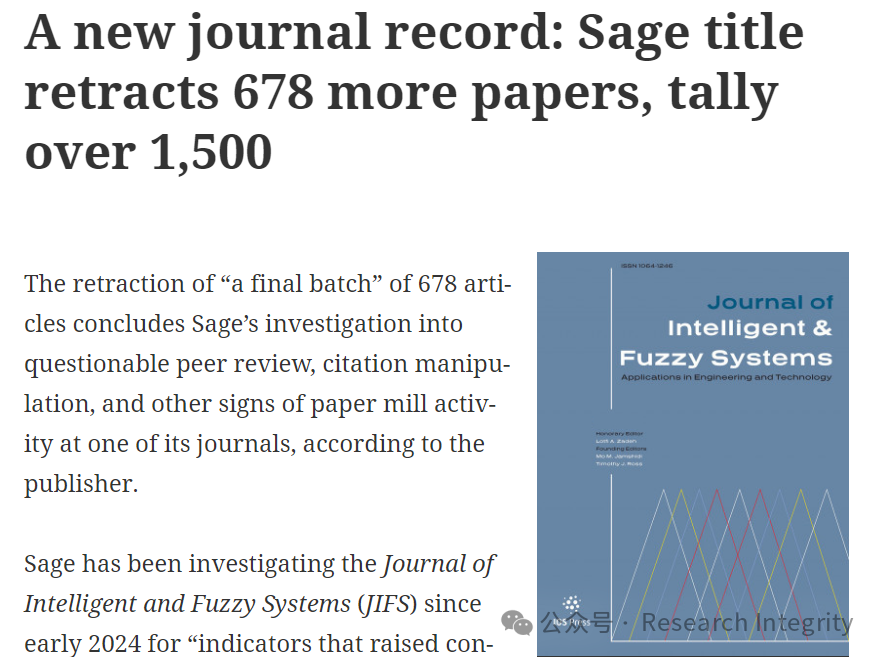 A new journal record: Sage title
retracts 678 more papers, tally
over 1,500
The retraction of “a final batch” of 678 arti-
cles concludes Sage’s investigation into
questionable peer review, citation manipu-
lation, and other signs of paper mill activ-
ity at one of its journals, according to the
publisher.
Sage has been investigating the Journal of
Intelligent and Fuzzy Systems (JIFS) since
early 2024 for “indicators that raised con-
ISSN 1064-1246
Journal of
Intelligent &
Fuzzy Systems
Applications in Engineering and Technology
Honorary Editor
Lotfi A. Zadeh
Founding Editors
Mo M. Jamshidi
Timothy J. Ross
IOS Press
公众号 · Research Integrity